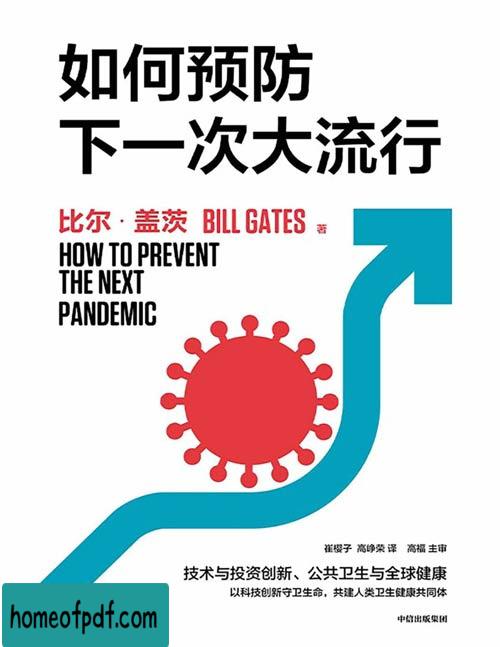 如何预防
下一次大流行
比尔·盖茨 BILL GATES 著
HOW TO PREVENT
THE NEXT
PANDEMIC
崔樱子 高峥荣 译 高福 主审
技术与投资创新、公共卫生与全球健康
以科技创新守卫生命，共建人类卫生健康共同体
中信出版集团
homeofpdf.com